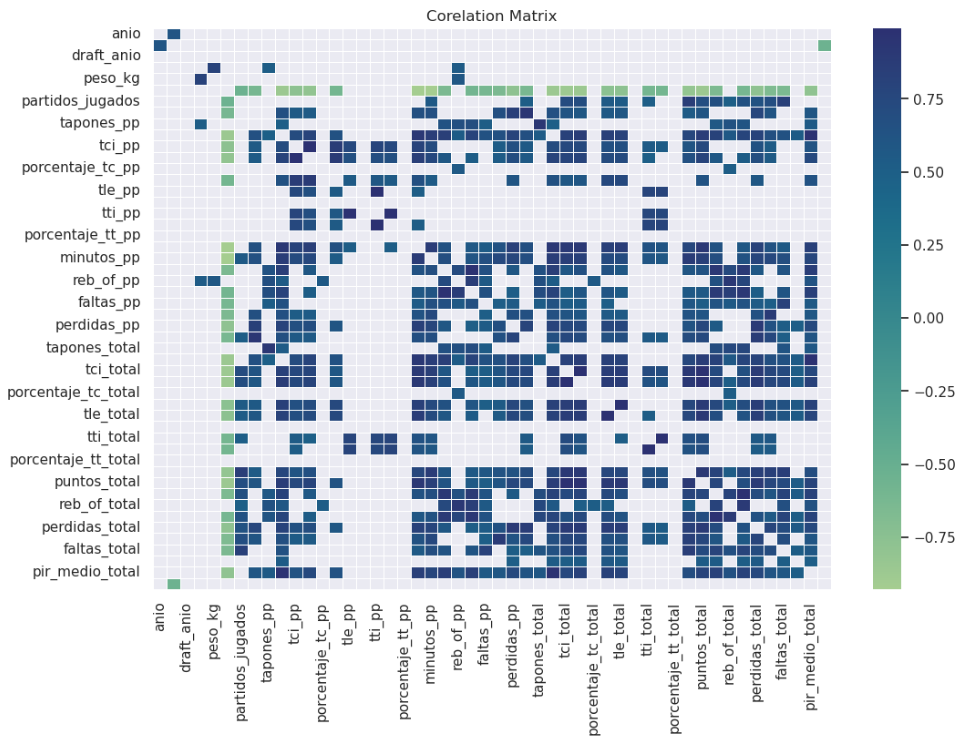 Corelation Matrix
anio
draft_anio
peso_kg
partidos_jugados
tapones_pp
tci_pp
porcentaje_tc_pp
tle_pp
tti_pp
porcentaje_tt_pp
minutos_pp
reb_of_pp
faltas_pp
perdidas_pp
tapones_total
tci_total
porcentaje_tc_total
tle_total
tti_total
porcentaje_tt_total
puntos_total
reb_of_total
perdidas_total
faltas_total
pir_medio_total
anio
draft_anio
peso_kg
partidos_jugados
tapones_pp
tci_pp
porcentaje_tc_pp
tle_pp
tti_pp
porcentaje_tt_pp
minutos_pp
reb_of_pp
faltas_pp
perdidas_pp
tapones_total
tci_total
porcentaje_tc_total
tle_total
tti_total
porcentaje_tt_total
puntos_total
reb_of_total
perdidas_total
faltas_total
pir_medio_total
0.75
0.50
0.25
0.00
−0.25
−0.50
−0.75